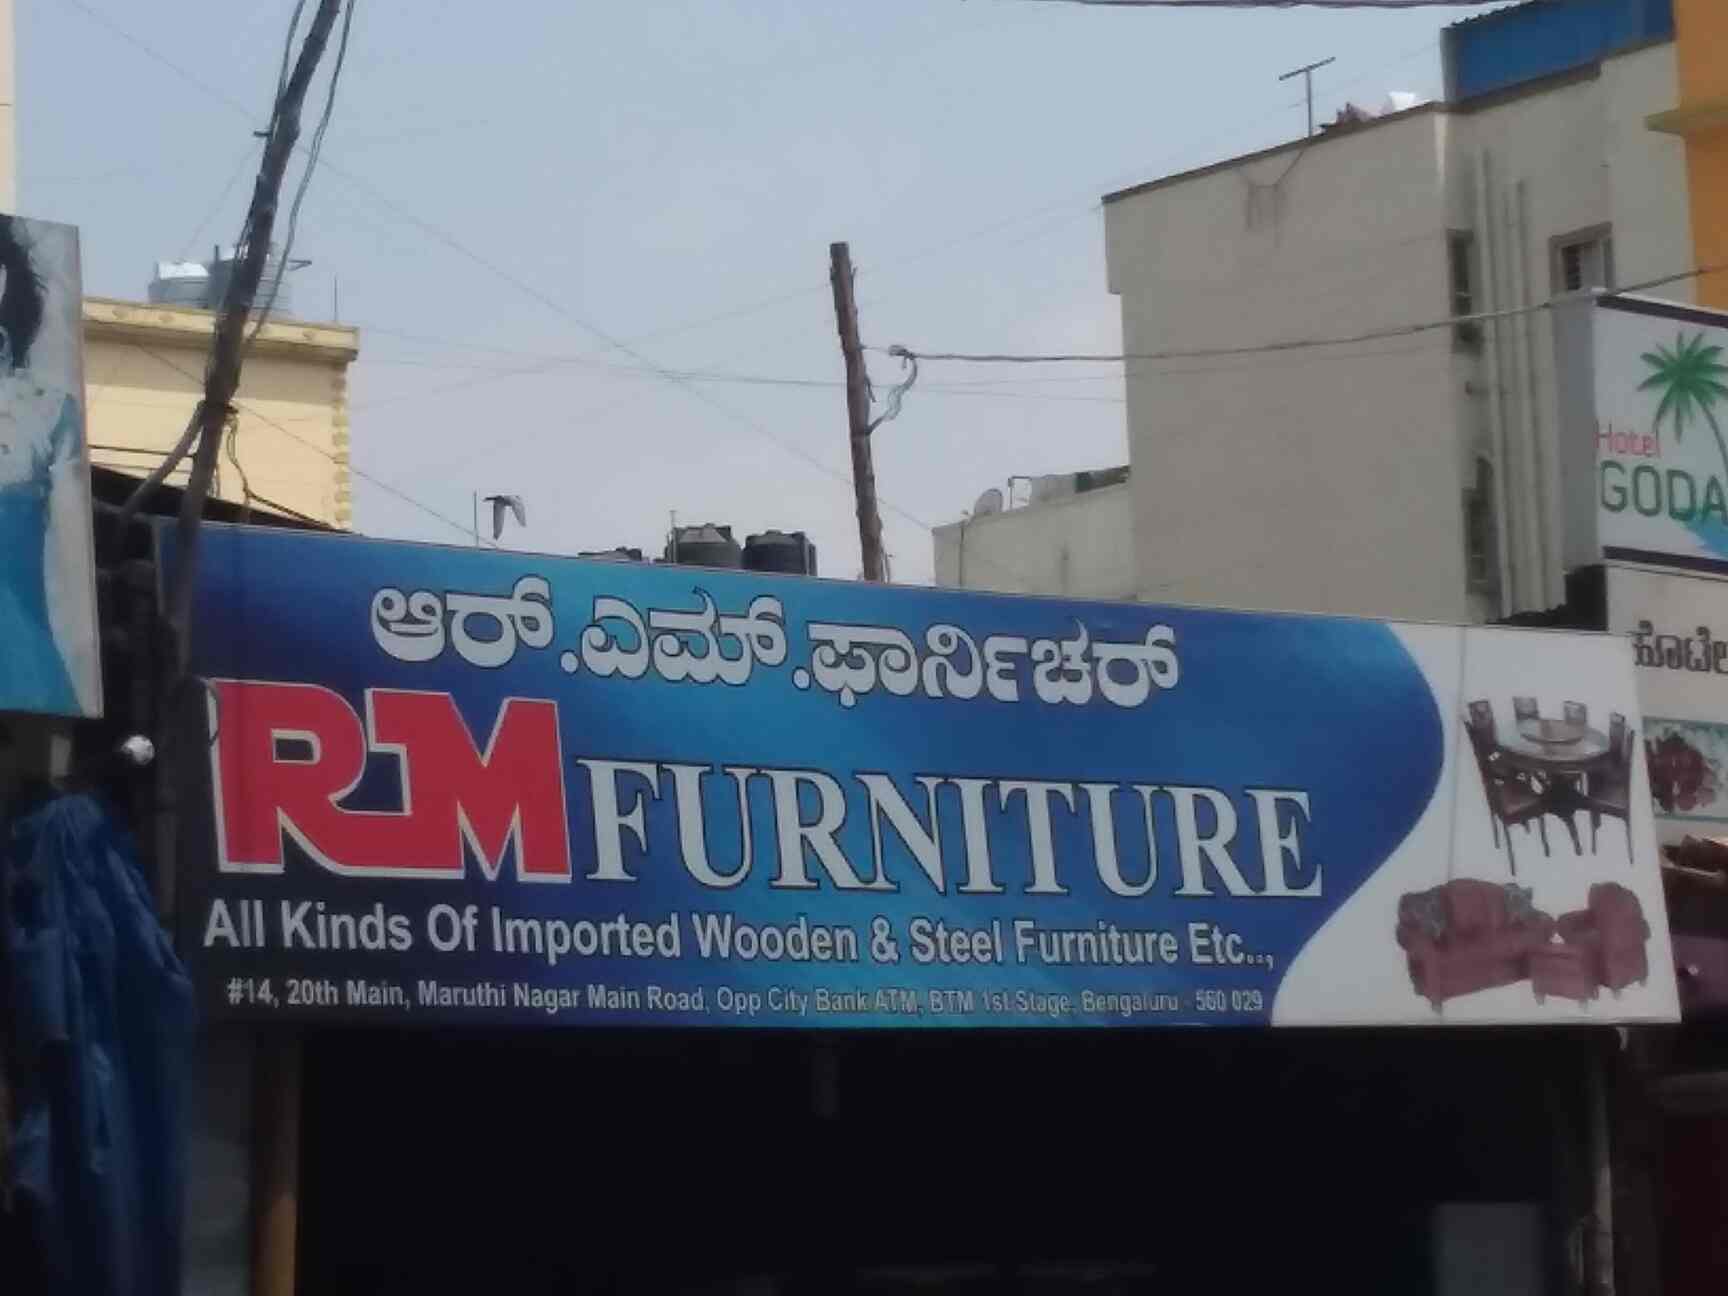 ಆರ್.ಎಮ್.ಫಾರ್ನಿಚರ್
RM FURNITURE
All Kinds Of Imported Wooden & Steel Furniture Etc..,
#14, 20th Main, Maruthi Nagar Main Road, Opp City Bank ATM, BTM 1st Stage, Bengaluru - 560 029
Hotel
GODA
ಹೊಟೇ